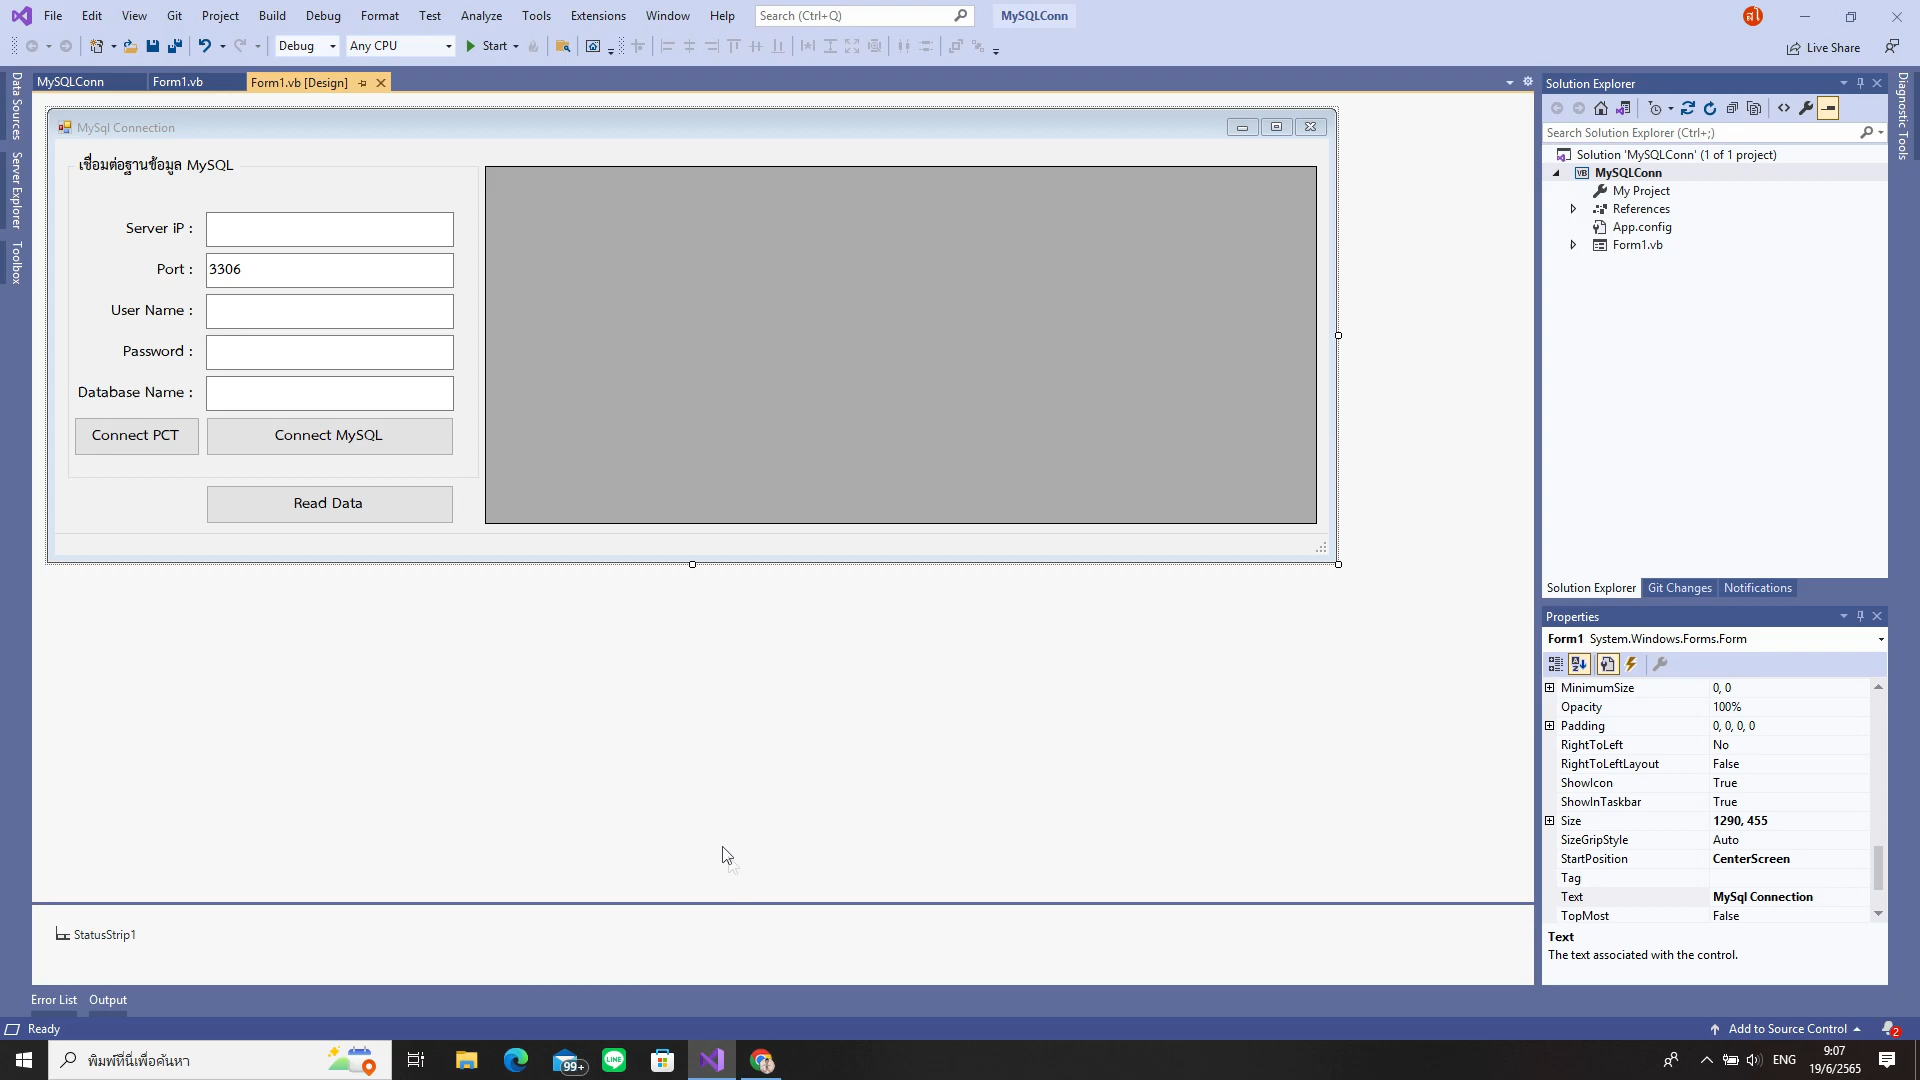 File Edit View Git Project Build Debug Format Test Analyze Tools Extensions Window Help Search (Ctrl+Q) MySQLConn
Debug Any CPU Start Live Share
MySQLConn Form1.vb Form1.vb [Design]
Data Sources
Server Explorer
Toolbox
MySql Connection
เชื่อมต่อฐานข้อมูล MySQL
Server iP :
Port : 3306
User Name :
Password :
Database Name :
Connect PCT Connect MySQL
Read Data
StatusStrip1
Solution Explorer
Search Solution Explorer (Ctrl+;)
Solution 'MySQLConn' (1 of 1 project)
VB MySQLConn
My Project
References
App.config
Form1.vb
Solution Explorer Git Changes Notifications
Properties
Form1 System.Windows.Forms.Form
MinimumSize 0, 0
Opacity 100%
Padding 0, 0, 0, 0
RightToLeft No
RightToLeftLayout False
ShowIcon True
ShowInTaskbar True
Size 1290, 455
SizeGripStyle Auto
StartPosition CenterScreen
Tag
Text MySql Connection
TopMost False
Text
The text associated with the control.
Diagnostic Tools
Error List Output
Ready Add to Source Control 2
พิมพ์ที่นี่เพื่อค้นหา 99+ LINE ENG 9:07
19/6/2565